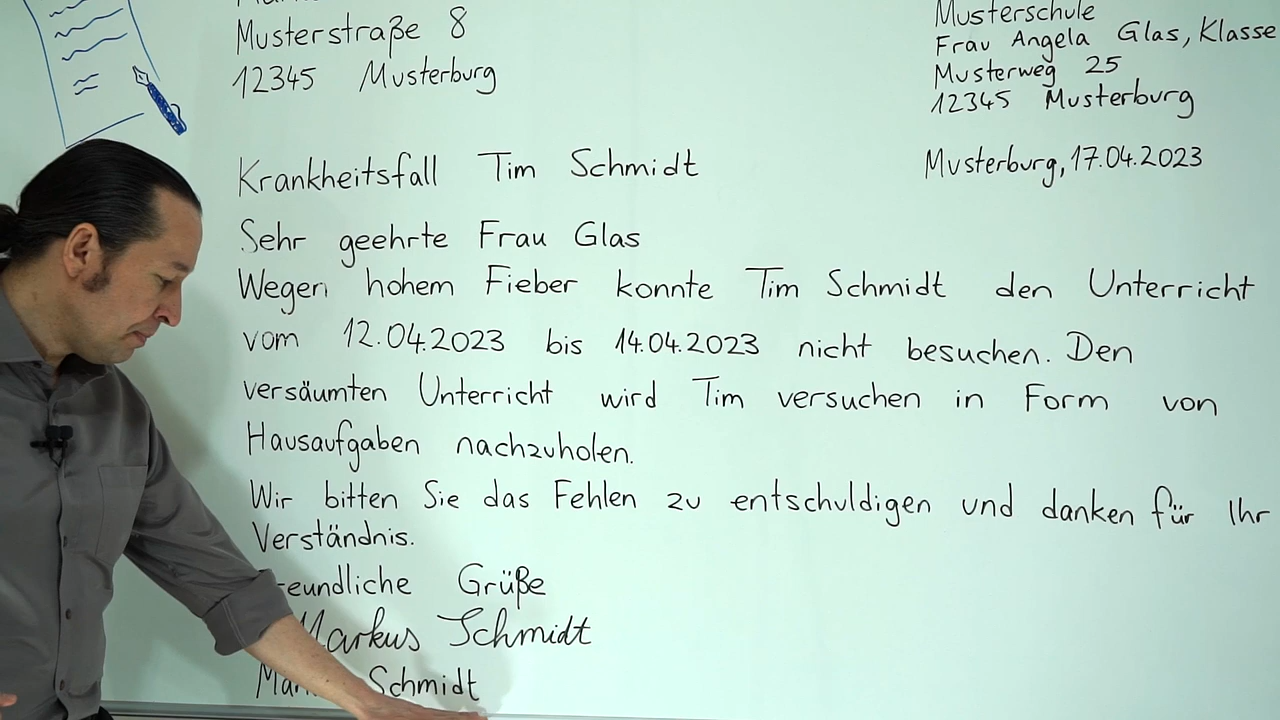 Musterstraße 8
12345 Musterburg
Musterschule
Frau Angela Glas, Klasse
Musterweg 25
12345 Musterburg
Musterburg, 17.04.2023
Krankheitsfall Tim Schmidt
Sehr geehrte Frau Glas
Wegen hohem Fieber konnte Tim Schmidt den Unterricht
vom 12.04.2023 bis 14.04.2023 nicht besuchen. Den
versäumten Unterricht wird Tim versuchen in Form von
Hausaufgaben nachzuholen.
Wir bitten Sie das Fehlen zu entschuldigen und danken für Ihr
Verständnis.
reundliche Grüße
Markus Schmidt
Schmidt